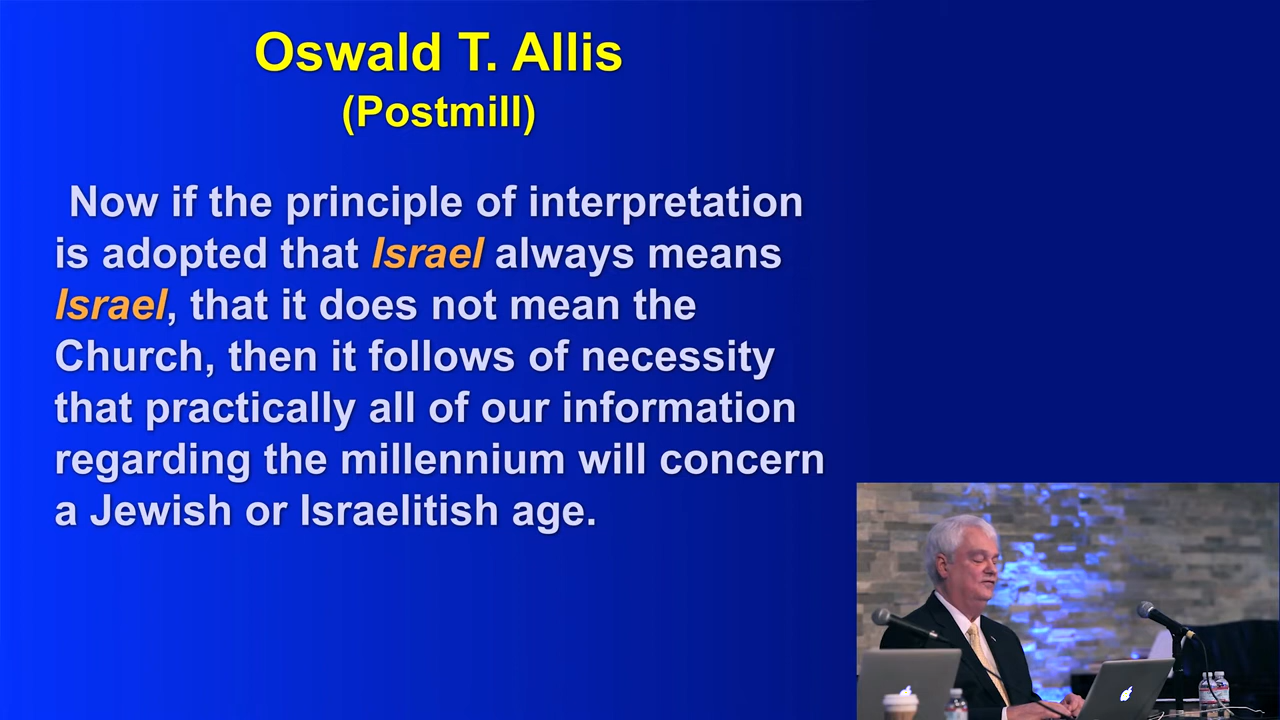 Oswald T. Allis
(Postmill)
Now if the principle of interpretation
is adopted that Israel always means
Israel, that it does not mean the
Church, then it follows of necessity
that practically all of our information
regarding the millennium will concern
a Jewish or Israelitish age.